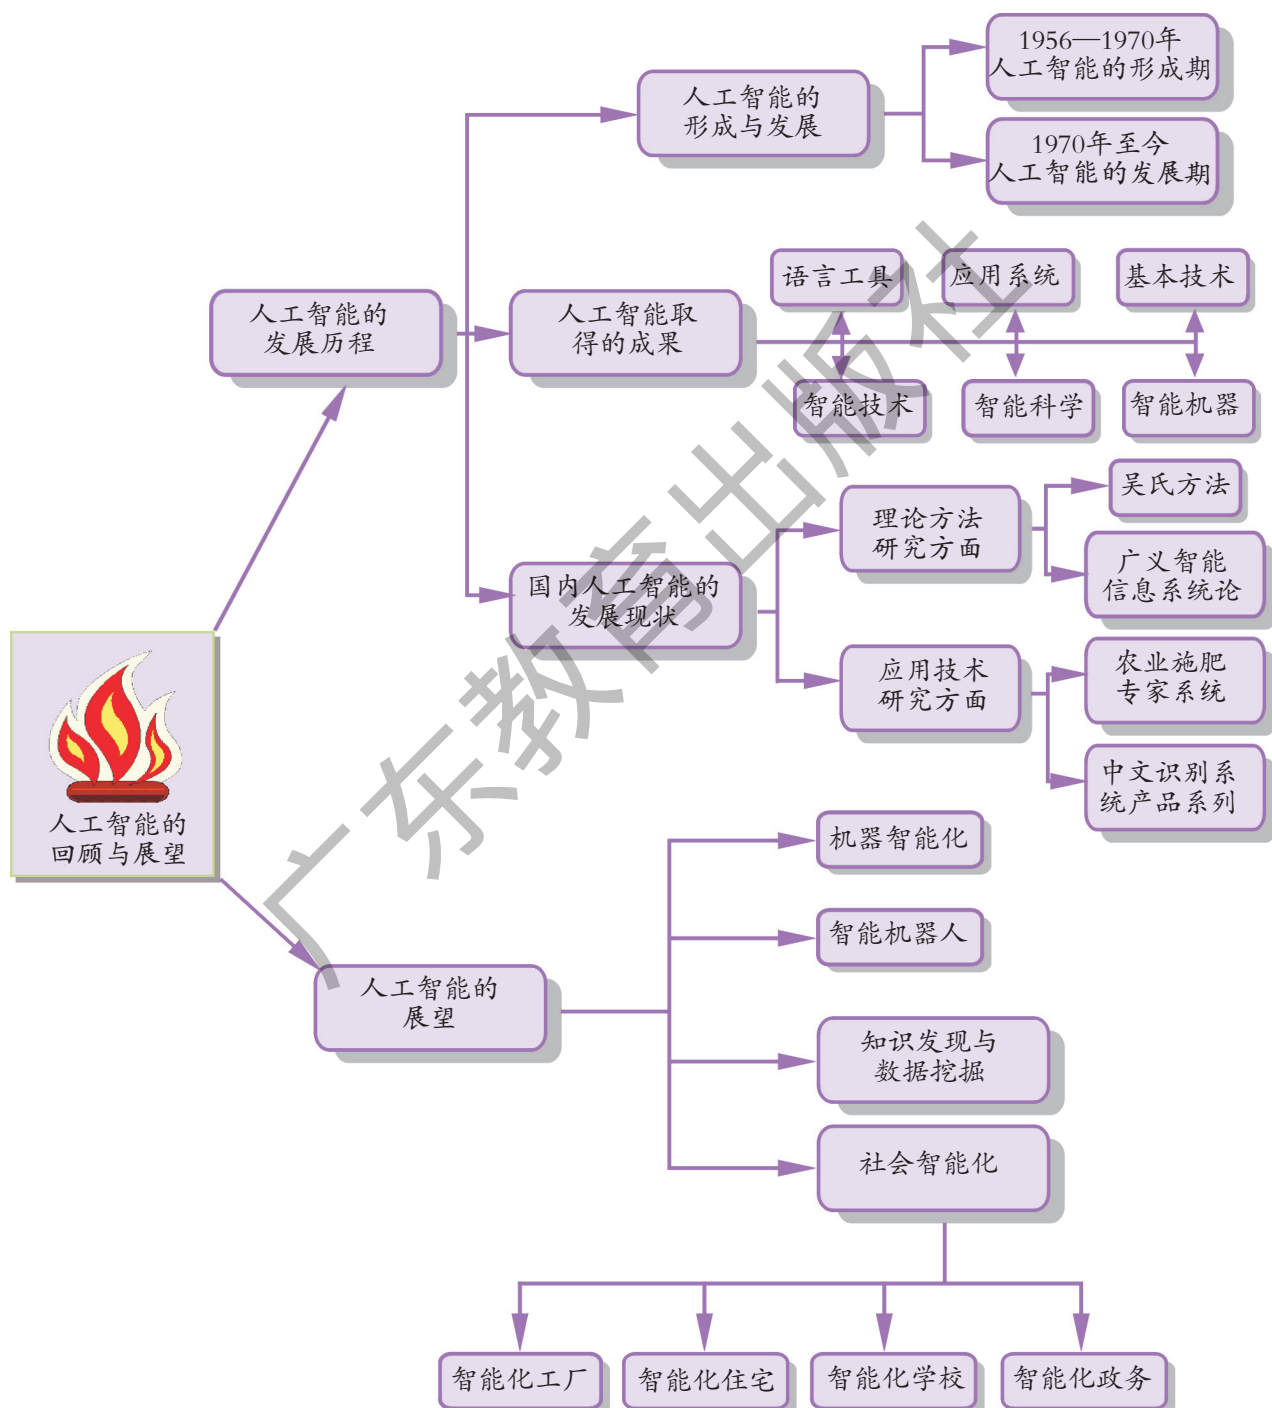 1956—1970年
人工智能的形成期
人工智能的
形成与发展
1970年至今
人工智能的发展期
语言工具
应用系统
基本技术
人工智能的
发展历程
人工智能取
得的成果
智能技术
智能科学
智能机器
吴氏方法
理论方法
研究方面
广义智能
信息系统论
国内人工智能的
发展现状
应用技术
研究方面
农业施肥
专家系统
中文识别系
统产品系列
人工智能的
回顾与展望
机器智能化
智能机器人
人工智能的
展望
知识发现与
数据挖掘
社会智能化
智能化工厂
智能化住宅
智能化学校
智能化政务
广东教育出版社